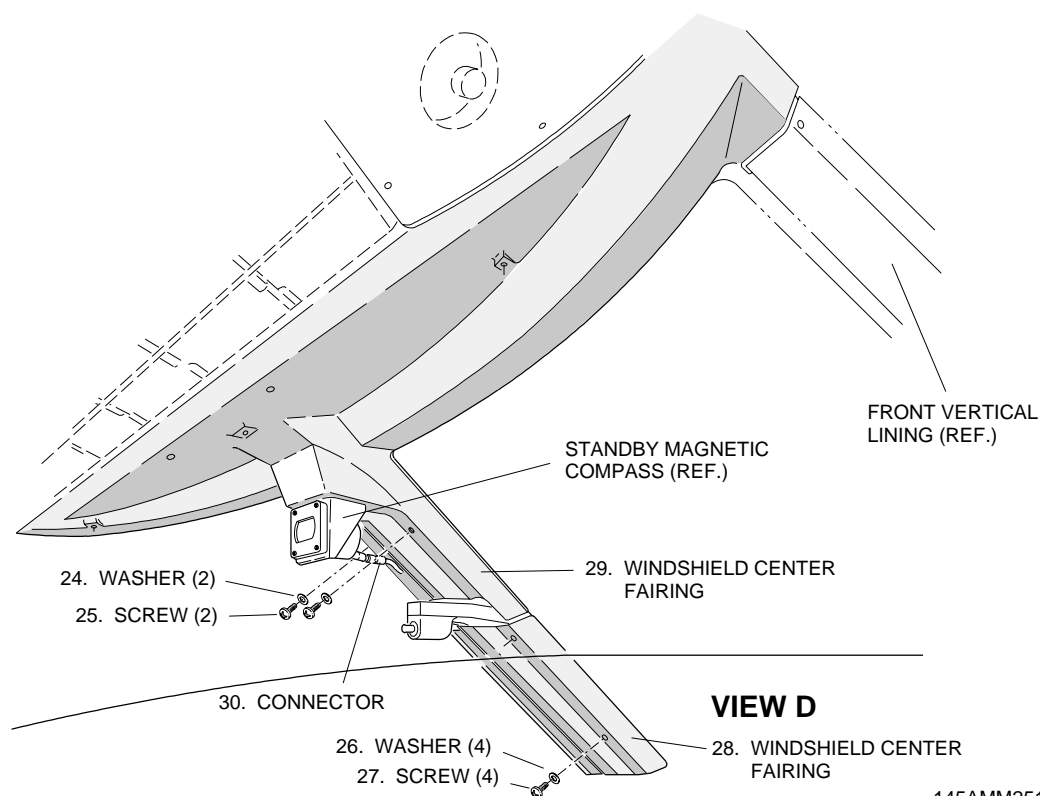 FRONT VERTICAL
LINING (REF.)
STANDBY MAGNETIC
COMPASS (REF.)
24. WASHER (2)
25. SCREW (2)
29. WINDSHIELD CENTER
FAIRING
30. CONNECTOR
VIEW D
26. WASHER (4)
27. SCREW (4)
28. WINDSHIELD CENTER
FAIRING